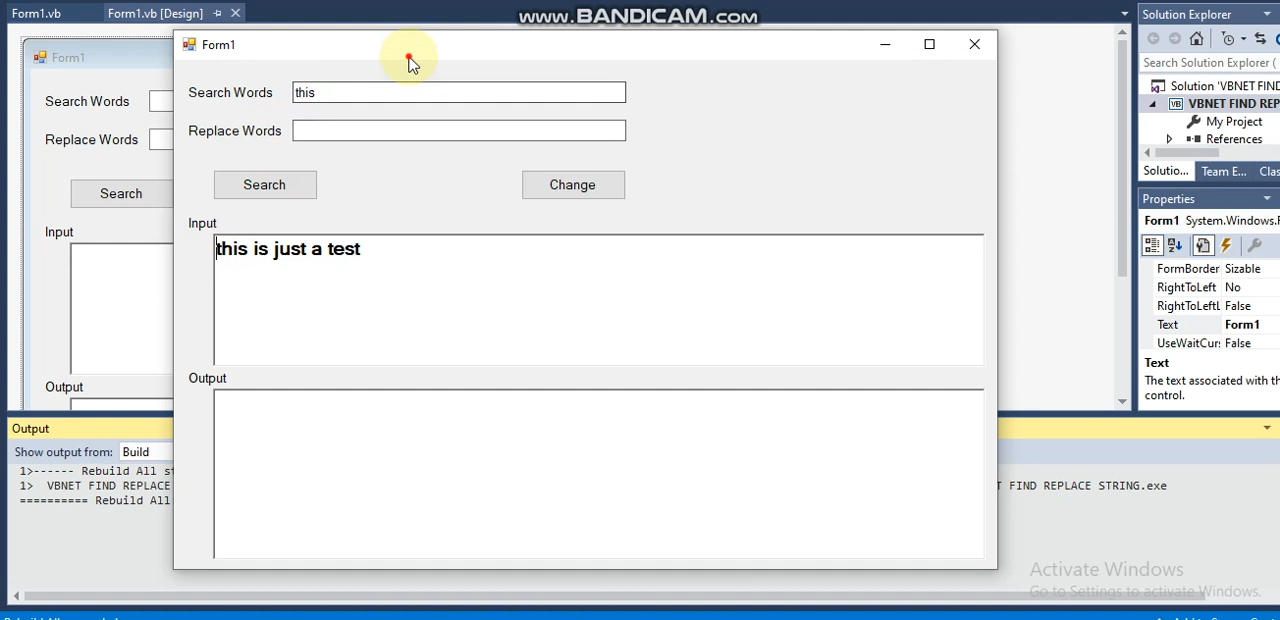 Form1.vb
Form1.vb [Design]
www.BANDICAM.com
Solution Explorer
Form1
Form1
Search Words
this
Search Words
Replace Words
Replace Words
Search
Change
Search
Input
this is just a test
Input
Output
Output
Search Solution Explorer (
Solution 'VBNET FIND
VBNET FIND REP
My Project
References
Solutio...
Team E...
Clas
Properties
Form1 System.Windows.F
FormBorder Sizable
RightToLeft No
RightToLeftL False
Text Form1
UseWaitCurs False
Text
The text associated with th
control.
Output
Show output from: Build
1>------ Rebuild All st
1> VBNET FIND REPLACE
T FIND REPLACE STRING.exe
========== Rebuild All
Activate Windows
Go to Settings to activate Windows.